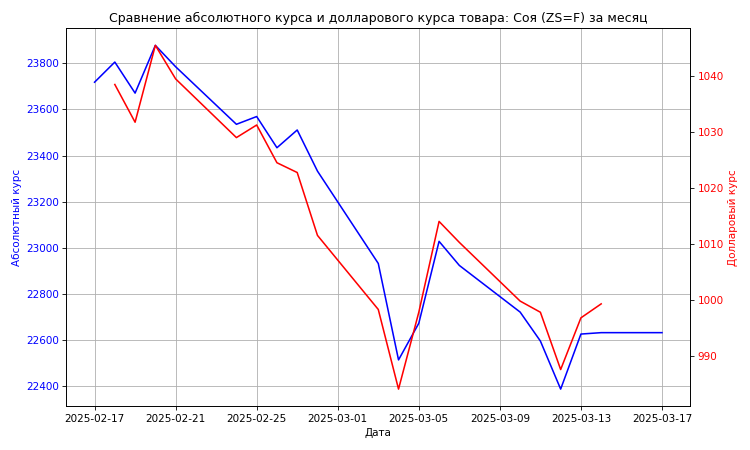 Сравнение абсолютного курса и долларового курса товара: Соя (ZS=F) за месяц
23800
23600
23400
23200
23000
22800
22600
22400
Абсолютный курс
1040
1030
1020
1010
1000
990
Долларовый курс
2025-02-17 2025-02-21 2025-02-25 2025-03-01 2025-03-05 2025-03-09 2025-03-13 2025-03-17
Дата